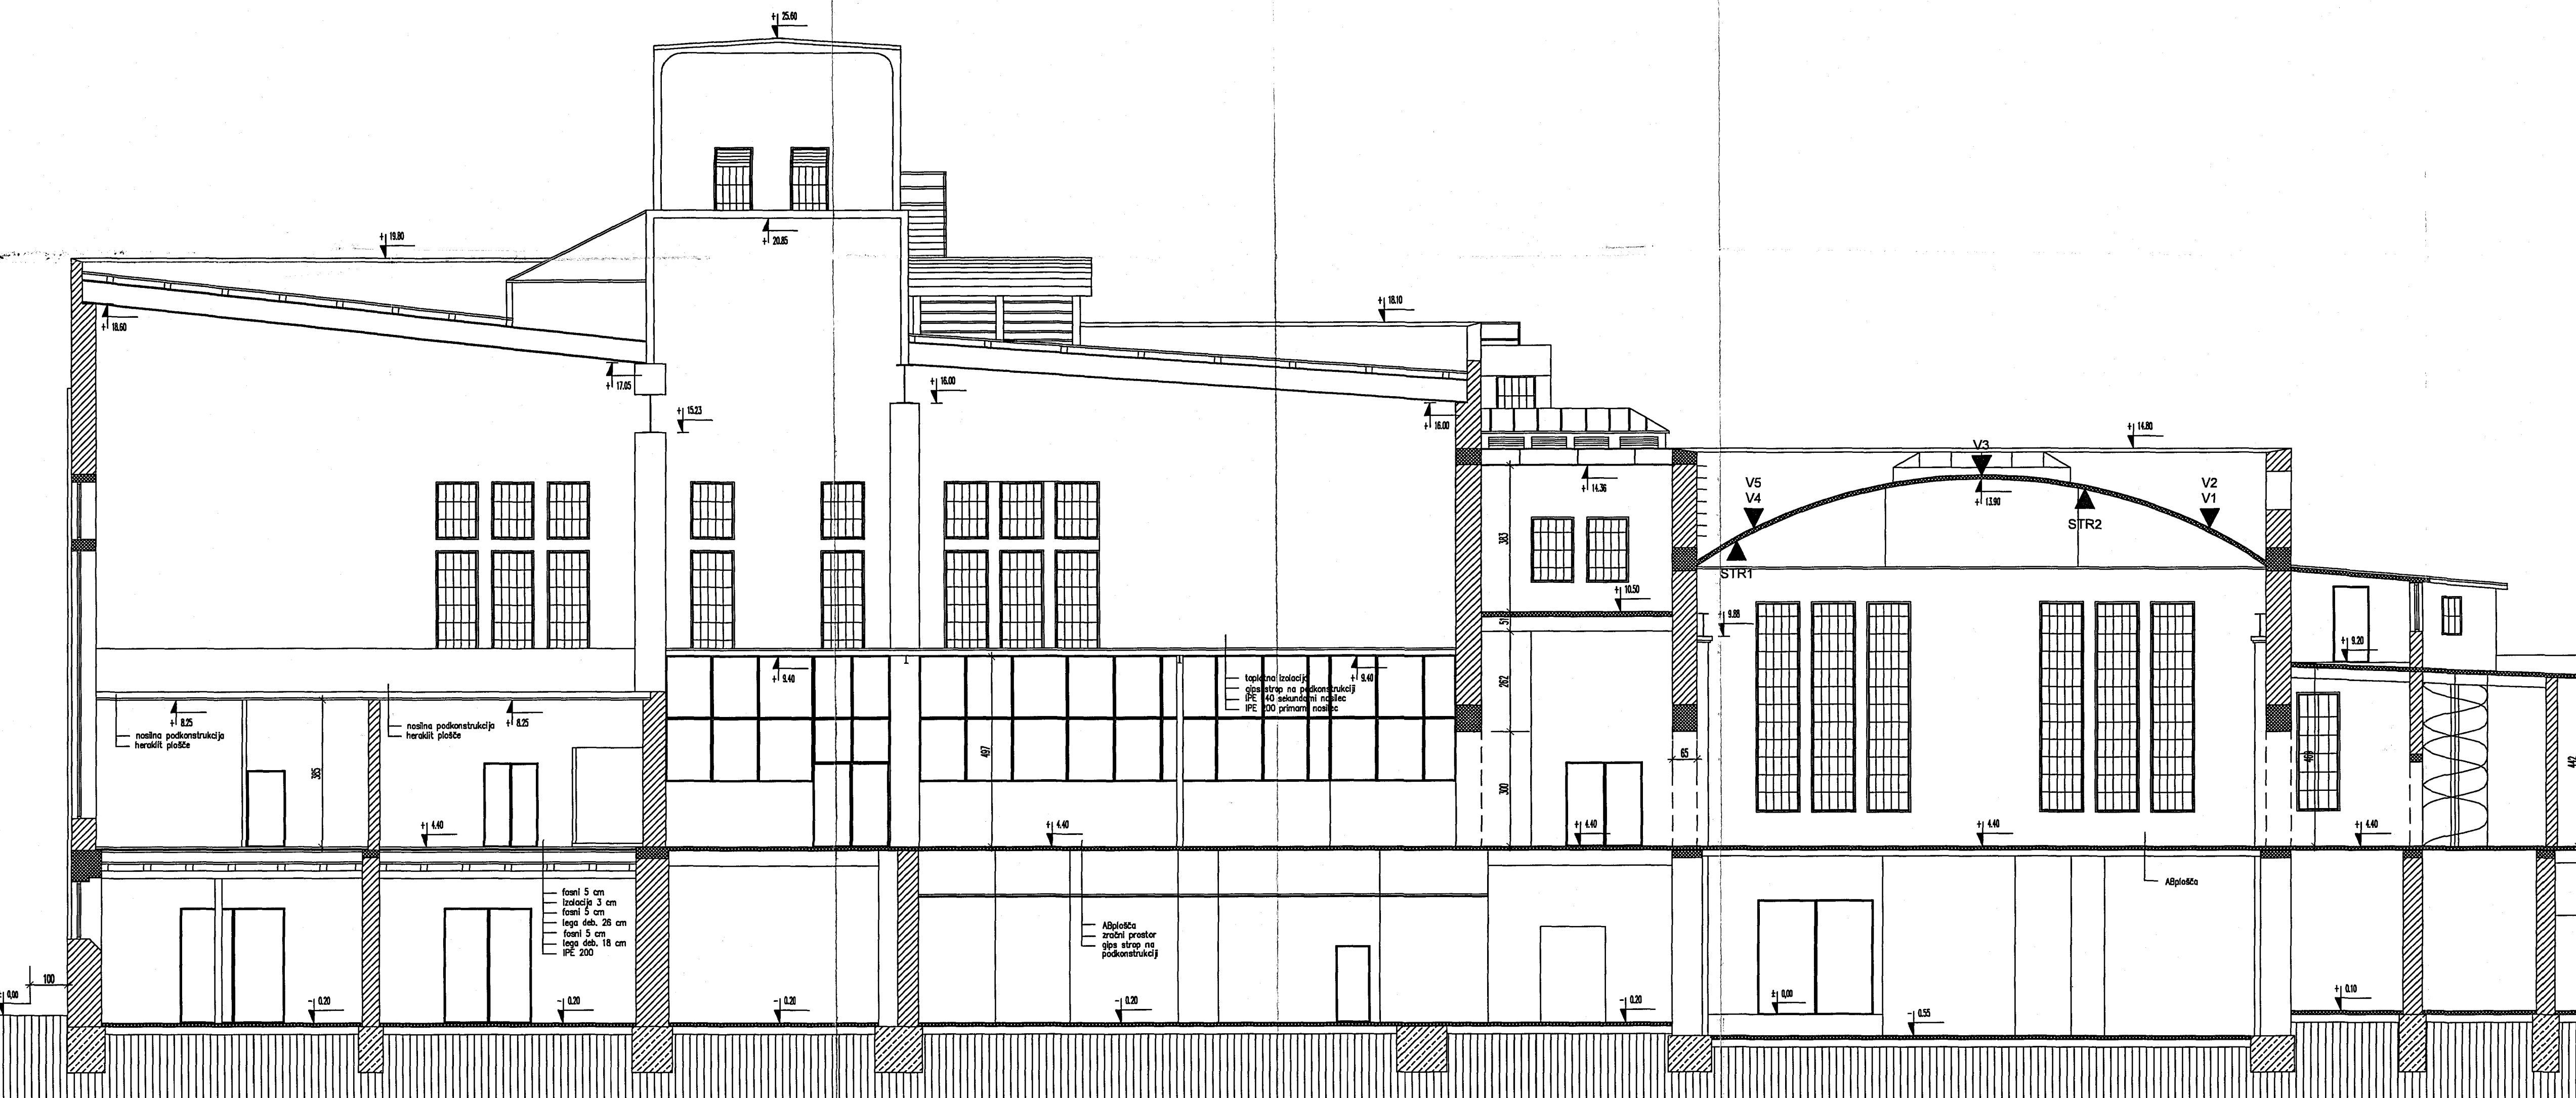 + 25.60
+ 20.85
+ 19.80
+ 18.10
+ 18.60
+ 17.05
+ 16.00
+ 15.23
+ 16.00
+ 14.80
V3
+ 14.36
V5
V4
+ 13.90
V2
V1
STR2
383
STR1
+ 10.50
51
+ 9.88
+ 9.20
+ 9.40
+ 9.40
toplotna izolacija
gips strop na podkonstrukciji
IPE 140 sekundarni nosilec
IPE 200 primarni nosilec
262
+ 8.25
+ 8.25
nosilna podkonstrukcija
heraklit plošče
nosilna podkonstrukcija
heraklit plošče
497
65
469
442
385
300
+ 4.40
+ 4.40
+ 4.40
+ 4.40
+ 4.40
ABplošča
fosni 5 cm
izolacija 3 cm
fosni 5 cm
lega deb. 26 cm
fosni 5 cm
lega deb. 18 cm
IPE 200
ABplošča
zračni prostor
gips strop na
podkonstrukciji
100
± 0,00
- 0.20
- 0.20
- 0.20
- 0.20
- 0.20
± 0,00
+ 0.10
- 0.55